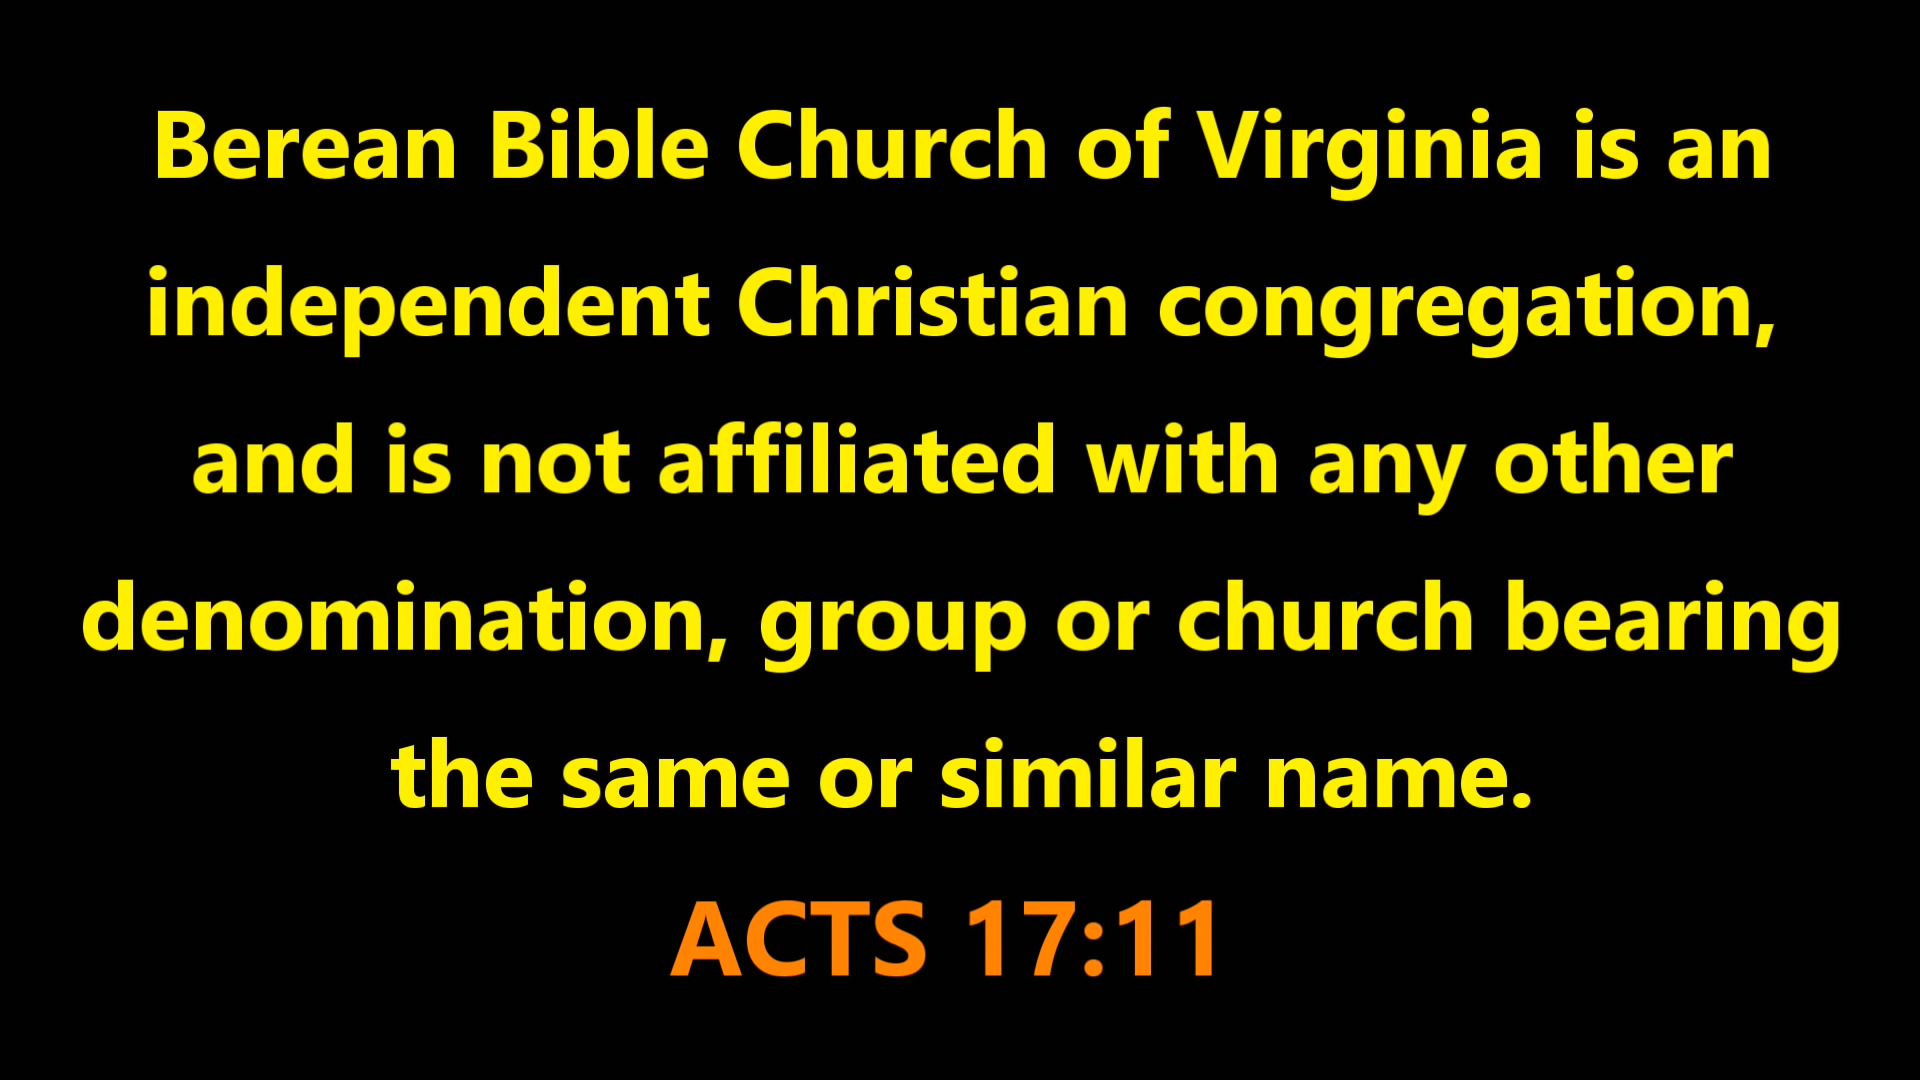 Berean Bible Church of Virginia is an
independent Christian congregation,
and is not affiliated with any other
denomination, group or church bearing
the same or similar name.
ACTS 17:11